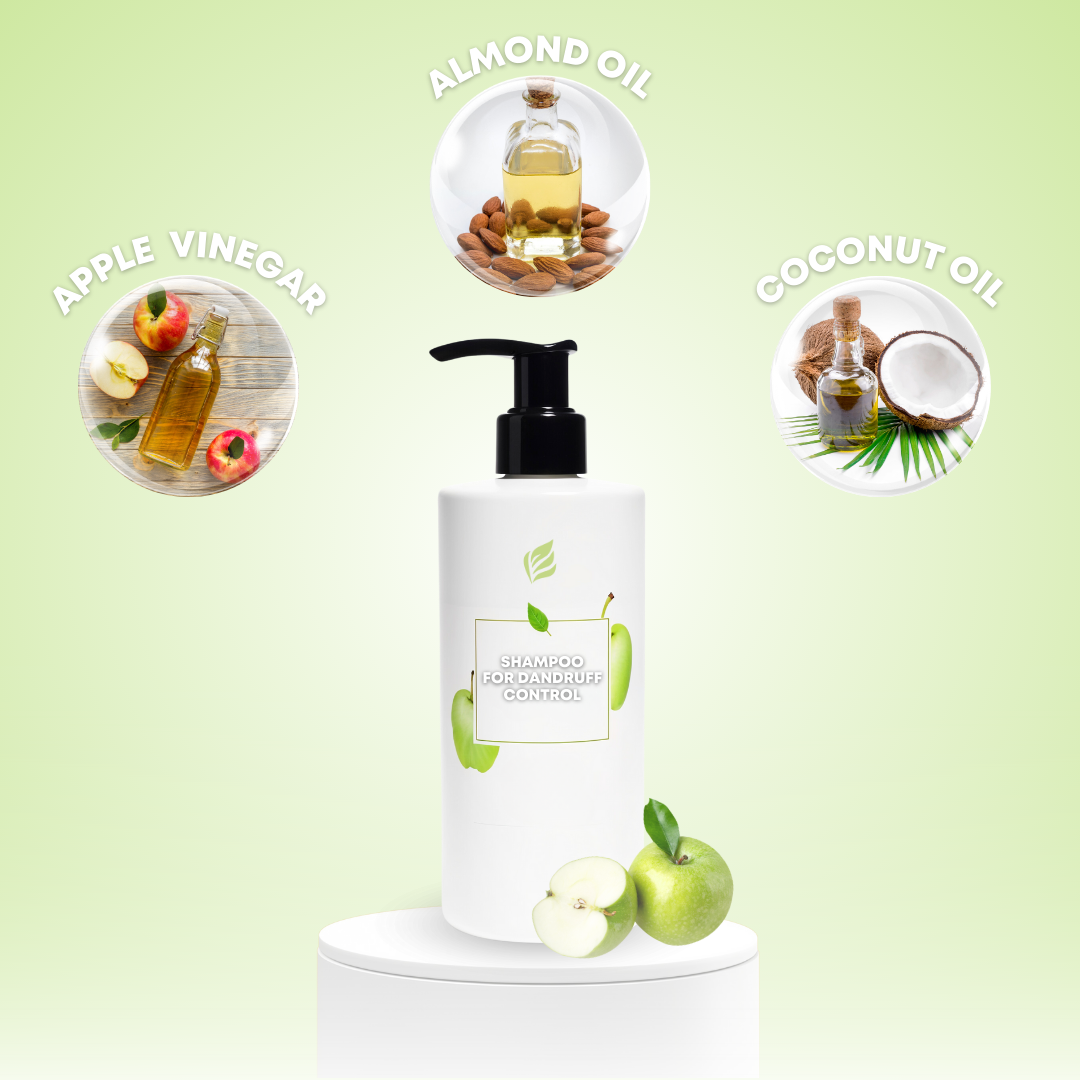 ALMOND OIL
APPLE VINEGAR
COCONUT OIL
SHAMPOO
FOR DANDRUFF
CONTROL